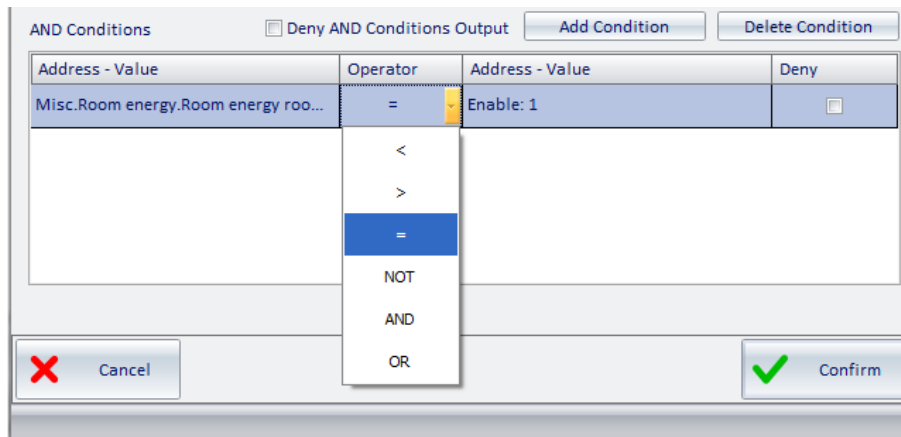 AND Conditions Deny AND Conditions Output Add Condition Delete Condition
Address - Value Operator Address - Value Deny
Misc.Room energy.Room energy roo... = Enable: 1
<
>
=
NOT
AND
OR
Cancel Confirm